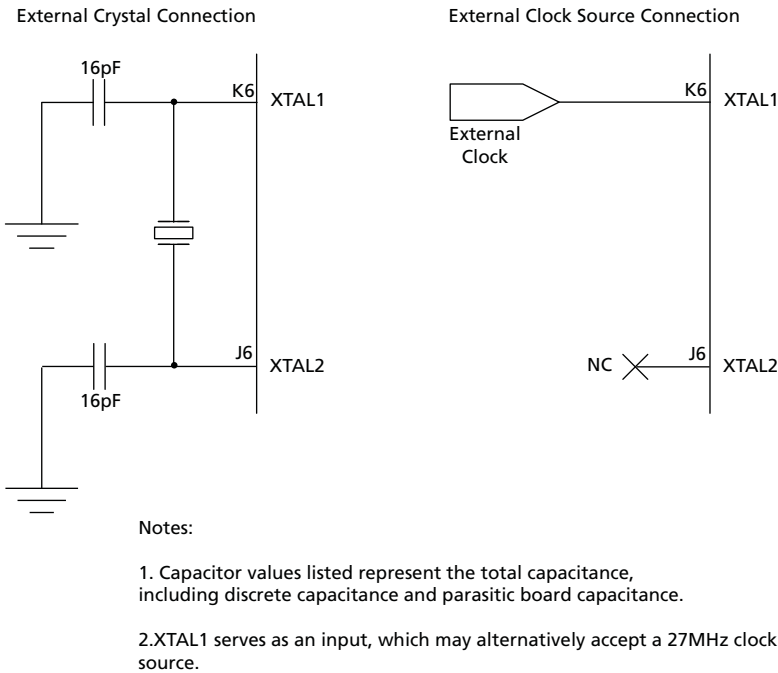 External Crystal Connection
External Clock Source Connection
16pF
K6
XTAL1
J6
XTAL2
16pF
K6
XTAL1
External
Clock
NC
J6
XTAL2
Notes:
1. Capacitor values listed represent the total capacitance,
including discrete capacitance and parasitic board capacitance.
2.XTAL1 serves as an input, which may alternatively accept a 27MHz clock
source.